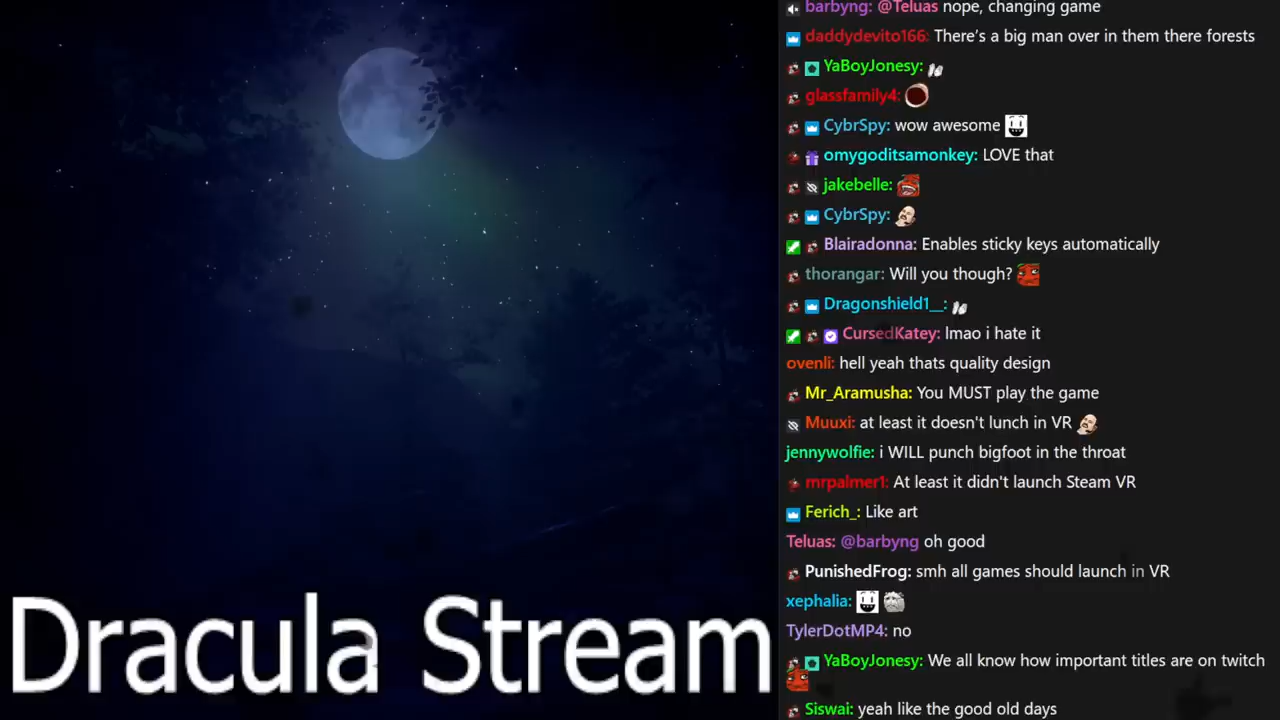 barbyng: @Teluas nope, changing game
daddydevito166: There's a big man over in them there forests
YaBoyJonesy:
glassfamily4:
CybrSpy: wow awesome
omygoditsamonkey: LOVE that
jakebelle:
CybrSpy:
Blairadonna: Enables sticky keys automatically
thorangar: Will you though?
Dragonshield1__:
CursedKatey: lmao i hate it
ovenli: hell yeah thats quality design
Mr_Aramusha: You MUST play the game
Muuxi: at least it doesn't lunch in VR
jennywolfie: i WILL punch bigfoot in the throat
mrpalmer1: At least it didn't launch Steam VR
Ferich_: Like art
Teluas: @barbyng oh good
PunishedFrog: smh all games should launch in VR
xephalia:
TylerDotMP4: no
YaBoyJonesy: We all know how important titles are on twitch
Siswai: yeah like the good old days
Dracula Stream